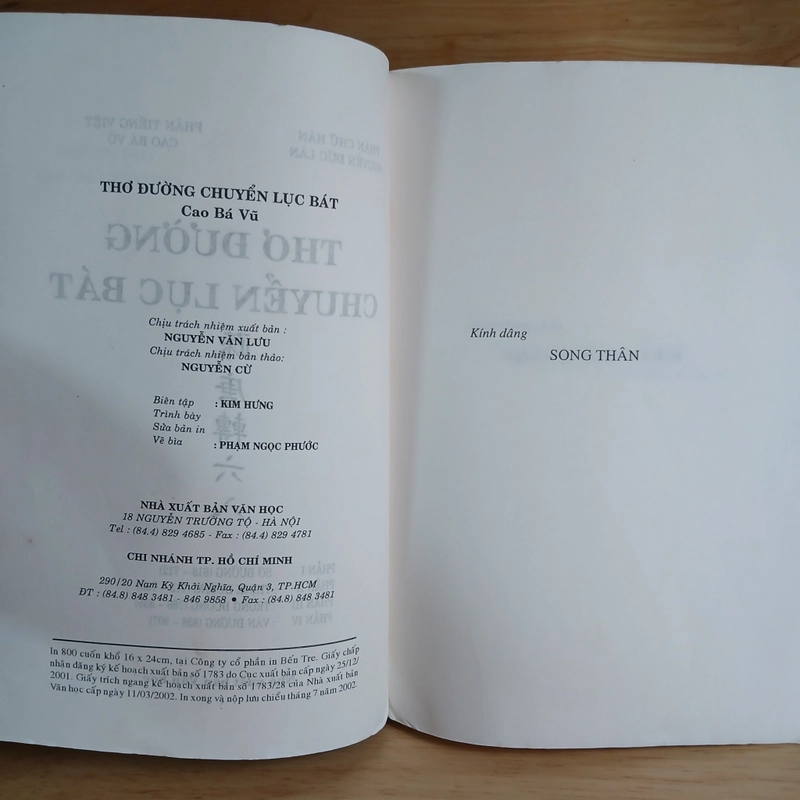 THƠ ĐƯỜNG CHUYỂN LỤC BÁT
Cao Bá Vũ
Chịu trách nhiệm xuất bản :
NGUYỄN VĂN LƯU
Chịu trách nhiệm bản thảo:
NGUYỄN CỪ
Biên tập : KIM HƯNG
Trình bày
Sửa bản in
Vẽ bìa : PHẠM NGỌC PHƯỚC
NHÀ XUẤT BẢN VĂN HỌC
18 NGUYỄN TRƯỜNG TỘ - HÀ NỘI
Tel : (84.4) 829 4685 - Fax : (84.4) 829 4781
CHI NHÁNH TP. HỒ CHÍ MINH
290/20 Nam Kỳ Khởi Nghĩa, Quận 3, TP.HCM
ĐT : (84.8) 848 3481 - 846 9858 • Fax : (84.8) 848 3481
In 800 cuốn khổ 16 x 24cm, tại Công ty cổ phần in Bến Tre. Giấy chấp
nhân đăng ký kế hoạch xuất bản số 1783 do Cục xuất bản cấp ngày 25/12/
2001. Giấy trích ngang kế hoạch xuất bản số 1783/28 của Nhà xuất bản
Văn học cấp ngày 11/03/2002. In xong và nộp lưu chiểu tháng 7 năm 2002.
Kính dâng
SONG THÂN